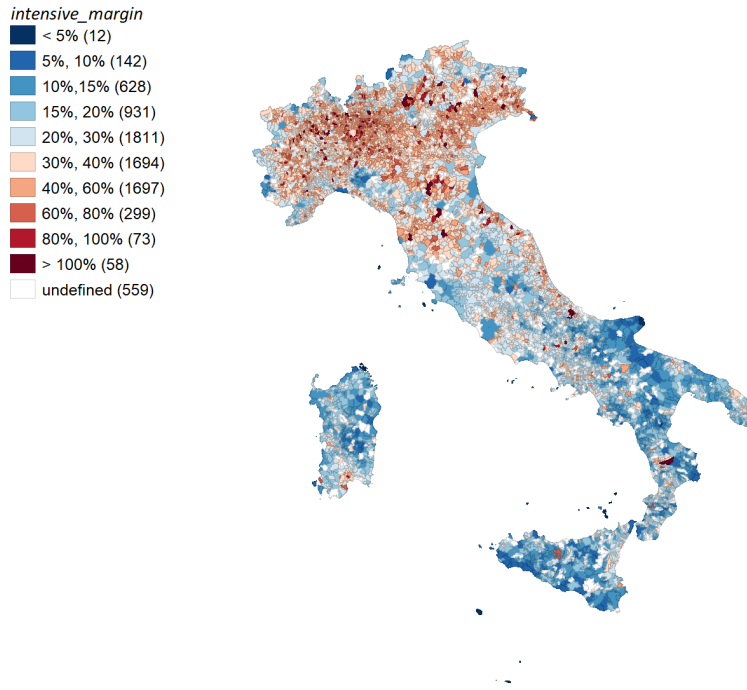 intensive_margin
< 5% (12)
5%, 10% (142)
10%,15% (628)
15%, 20% (931)
20%, 30% (1811)
30%, 40% (1694)
40%, 60% (1697)
60%, 80% (299)
80%, 100% (73)
> 100% (58)
undefined (559)